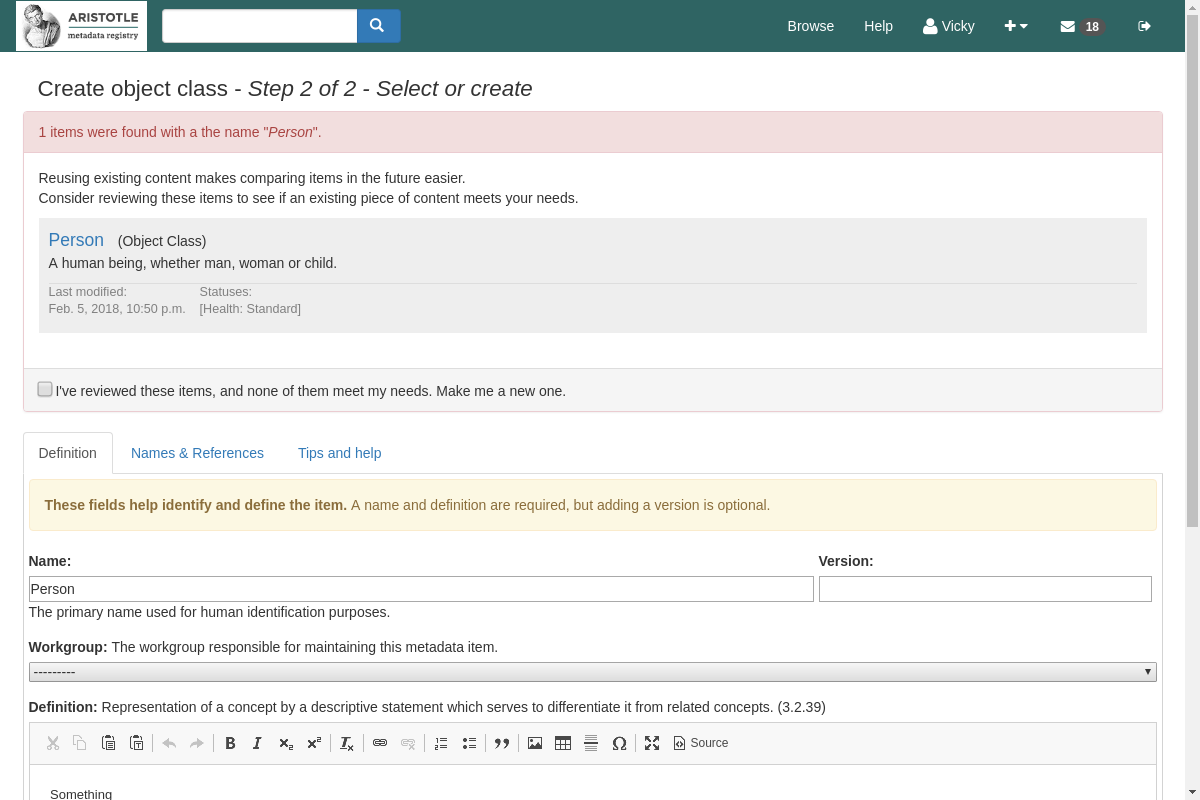 ARISTOTLE
metadata registry
Browse
Help
Vicky
18
Create object class - Step 2 of 2 - Select or create
1 items were found with a the name "Person".
Reusing existing content makes comparing items in the future easier.
Consider reviewing these items to see if an existing piece of content meets your needs.
Person (Object Class)
A human being, whether man, woman or child.
Last modified: Statuses:
Feb. 5, 2018, 10:50 p.m. [Health: Standard]
I've reviewed these items, and none of them meet my needs. Make me a new one.
Definition Names & References Tips and help
These fields help identify and define the item. A name and definition are required, but adding a version is optional.
Name: Version:
Person
The primary name used for human identification purposes.
Workgroup: The workgroup responsible for maintaining this metadata item.
---------
Definition: Representation of a concept by a descriptive statement which serves to differentiate it from related concepts. (3.2.39)
Source
Something